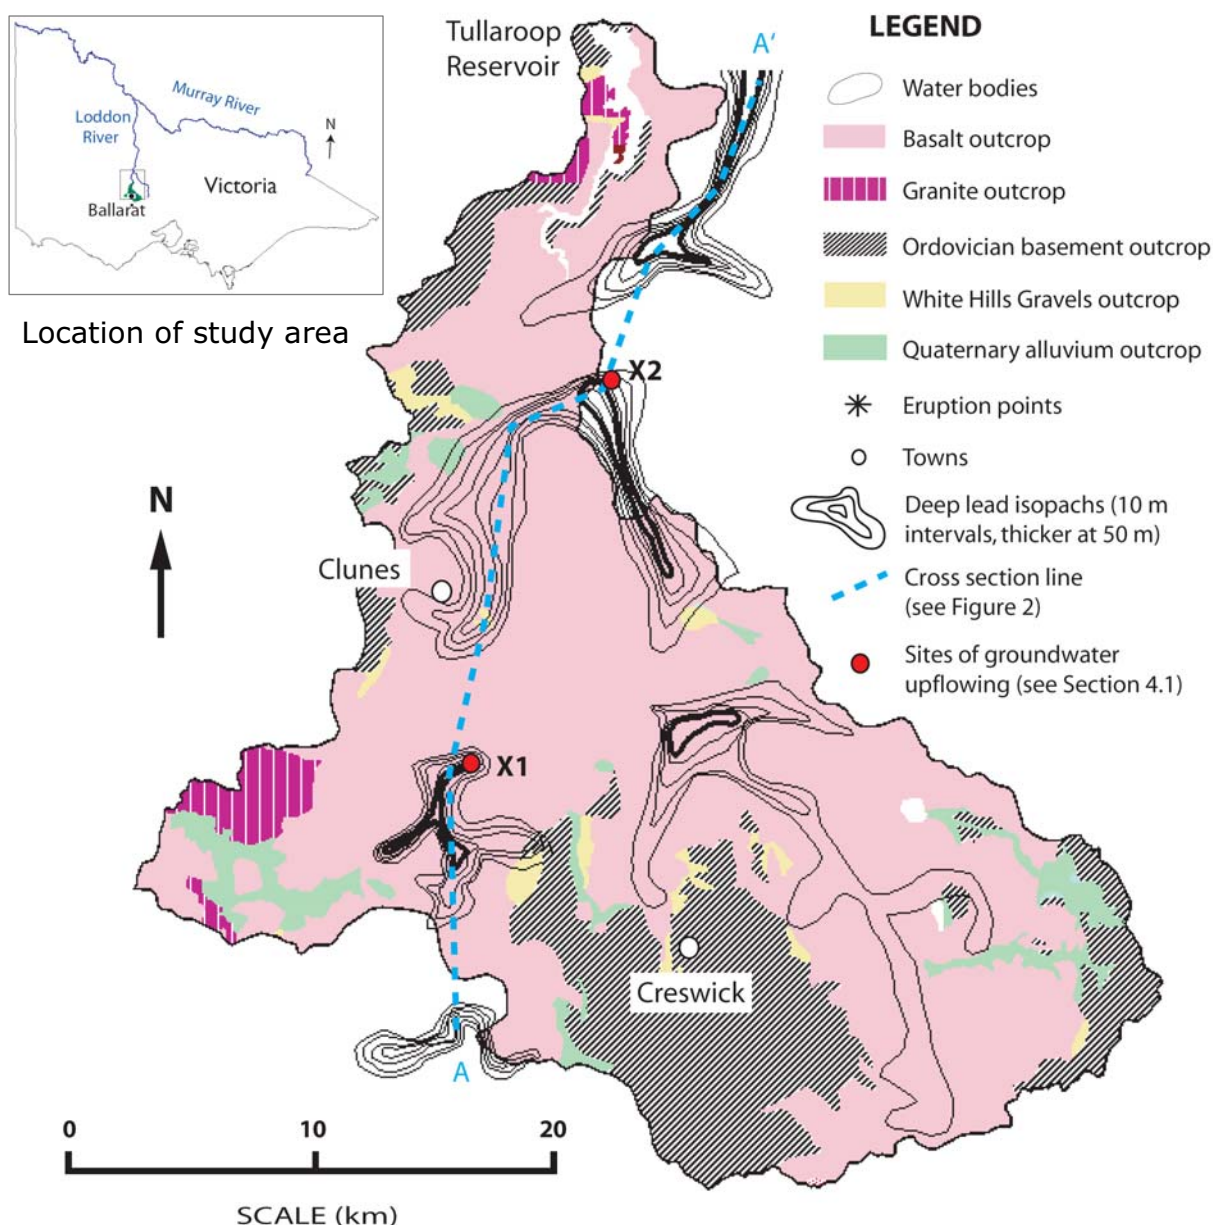 Murray River
Loddon
River
N
Victoria
Ballarat
Location of study area
Tullaroop
Reservoir
A'
X2
N
Clunes
X1
Creswick
A
0 10 20
SCALE (km)
LEGEND
Water bodies
Basalt outcrop
Granite outcrop
Ordovician basement outcrop
White Hills Gravels outcrop
Quaternary alluvium outcrop
Eruption points
Towns
Deep lead isopachs (10 m
intervals, thicker at 50 m)
Cross section line
(see Figure 2)
Sites of groundwater
upflowing (see Section 4.1)